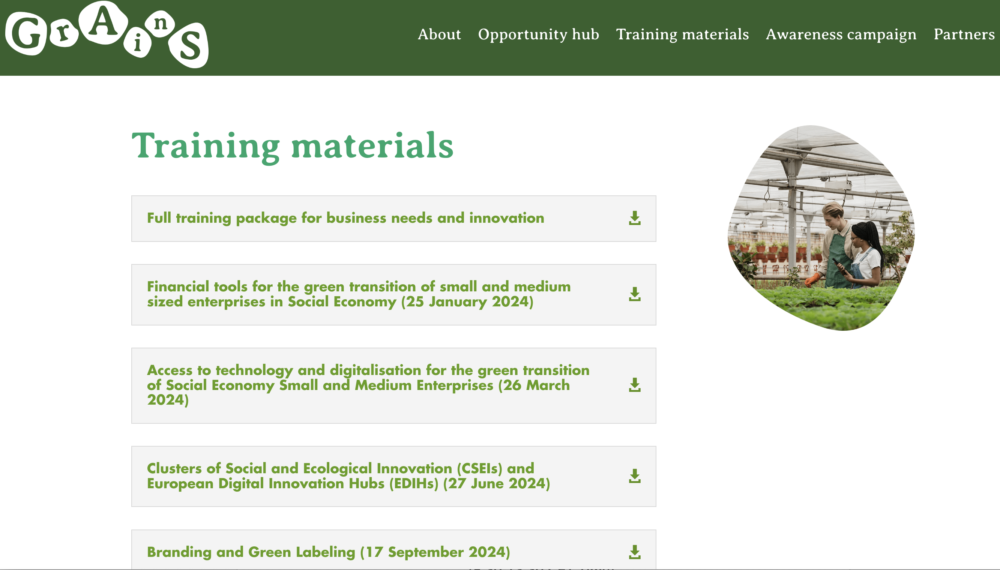 GrAinS
About Opportunity hub Training materials Awareness campaign Partners
Training materials
Full training package for business needs and innovation
Financial tools for the green transition of small and medium
sized enterprises in Social Economy (25 January 2024)
Access to technology and digitalisation for the green transition
of Social Economy Small and Medium Enterprises (26 March
2024)
Clusters of Social and Ecological Innovation (CSEIs) and
European Digital Innovation Hubs (EDIHs) (27 June 2024)
Branding and Green Labeling (17 September 2024)